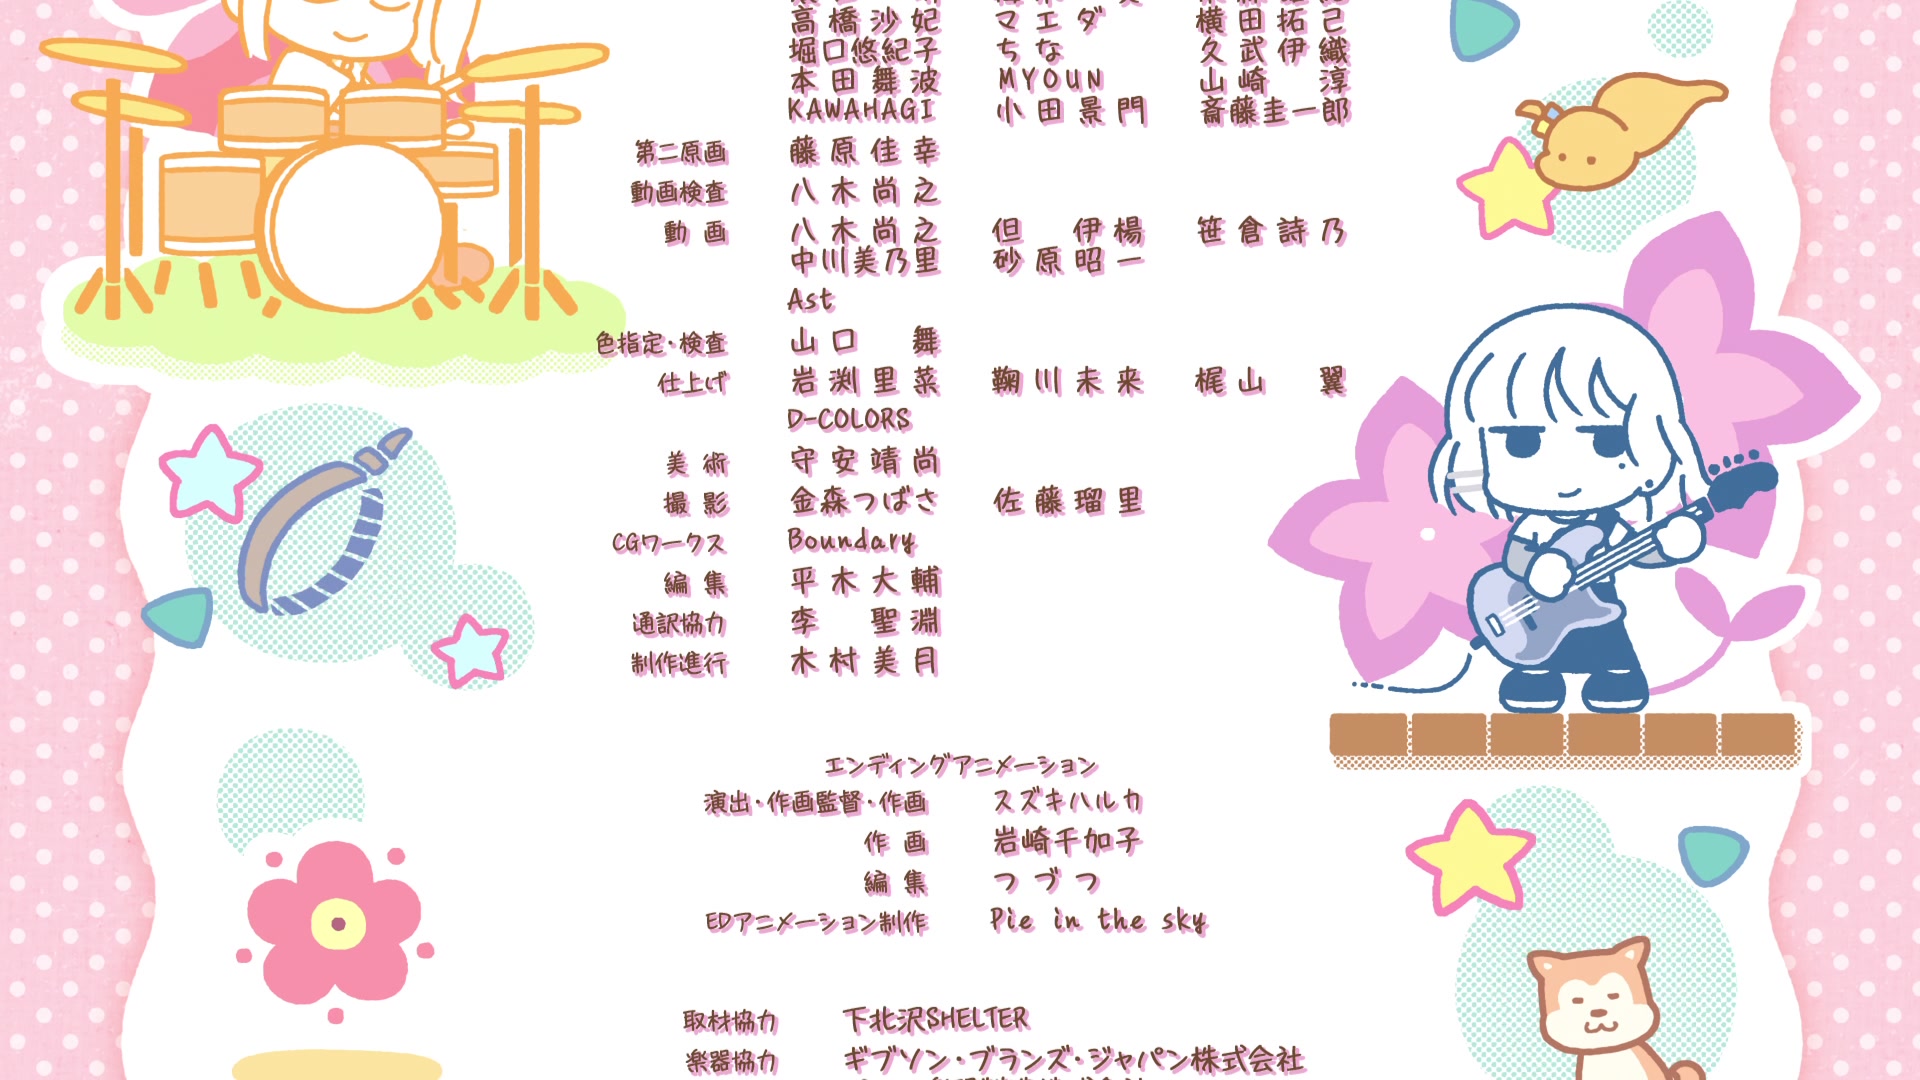 高橋沙妃 マエダ 横田拓己
堀口悠紀子 ちな 久武伊織
本田舞波 MYOUN 山崎 淳
KAWAHAGI 小田景門 斎藤圭一郎
第二原画 藤原佳幸
動画検査 八木尚之
動 画 八木尚之 但 伊楊 笹倉詩乃
中川美乃里 砂原昭一
Ast
色指定・検査 山口 舞
仕上げ 岩渕里菜 鞠川未来 梶山 翼
D-COLORS
美 術 守安靖尚
撮 影 金森つばさ 佐藤瑠里
CGワークス Boundary
編 集 平木大輔
通訳協力 李 聖淵
制作進行 木村美月
エンディングアニメーション
演出・作画監督・作画 スズキハルカ
作 画 岩崎千加子
編 集 つづつ
EDアニメーション制作 Pie in the sky
取材協力 下北沢SHELTER
楽器協力 ギブソン・ブランズ・ジャパン株式会社